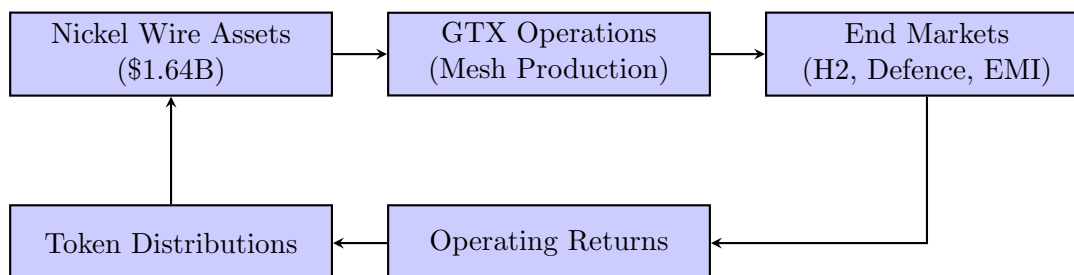 Nickel Wire Assets
($1.64B)
GTX Operations
(Mesh Production)
End Markets
(H2, Defence, EMI)
Token Distributions
Operating Returns